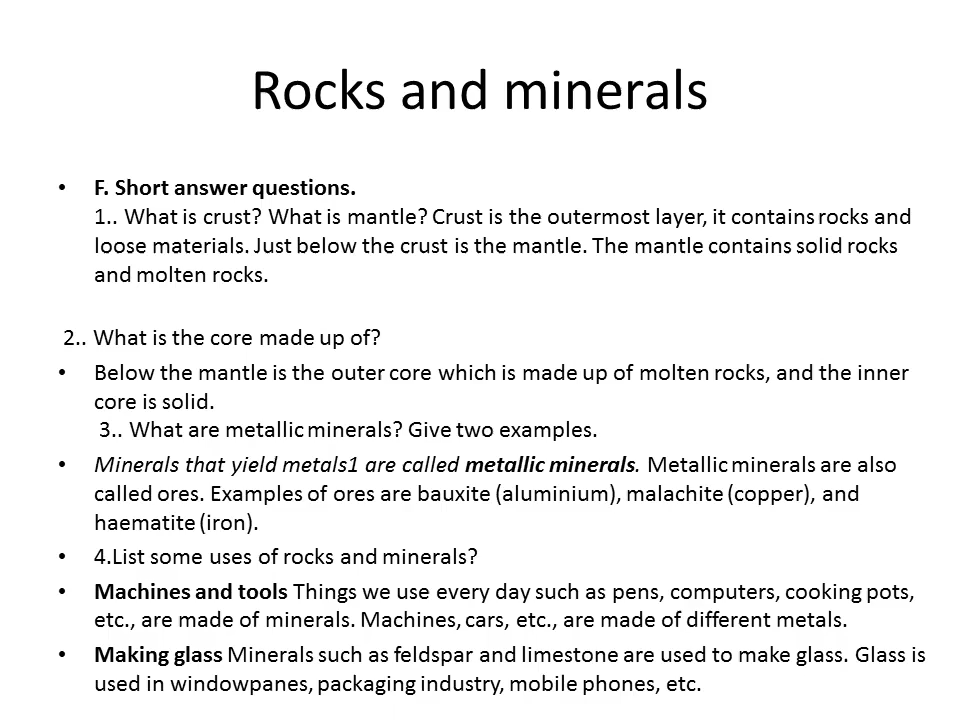 Rocks and minerals
• F. Short answer questions.
1.. What is crust? What is mantle? Crust is the outermost layer, it contains rocks and
loose materials. Just below the crust is the mantle. The mantle contains solid rocks
and molten rocks.
2.. What is the core made up of?
• Below the mantle is the outer core which is made up of molten rocks, and the inner
core is solid.
3.. What are metallic minerals? Give two examples.
• Minerals that yield metals1 are called metallic minerals. Metallic minerals are also
called ores. Examples of ores are bauxite (aluminium), malachite (copper), and
haematite (iron).
• 4.List some uses of rocks and minerals?
• Machines and tools Things we use every day such as pens, computers, cooking pots,
etc., are made of minerals. Machines, cars, etc., are made of different metals.
• Making glass Minerals such as feldspar and limestone are used to make glass. Glass is
used in windowpanes, packaging industry, mobile phones, etc.